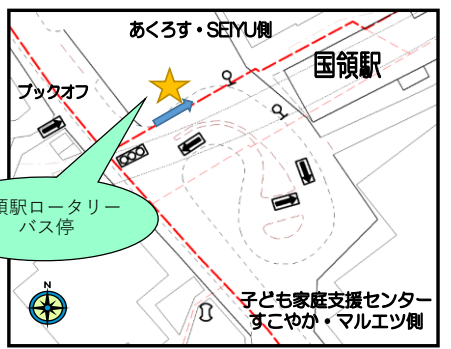 あくろす・SEIYU側
国領駅
ブックオフ
領駅ロータリー
バス停
N
子ども家庭支援センター
すこやか・マルエツ側